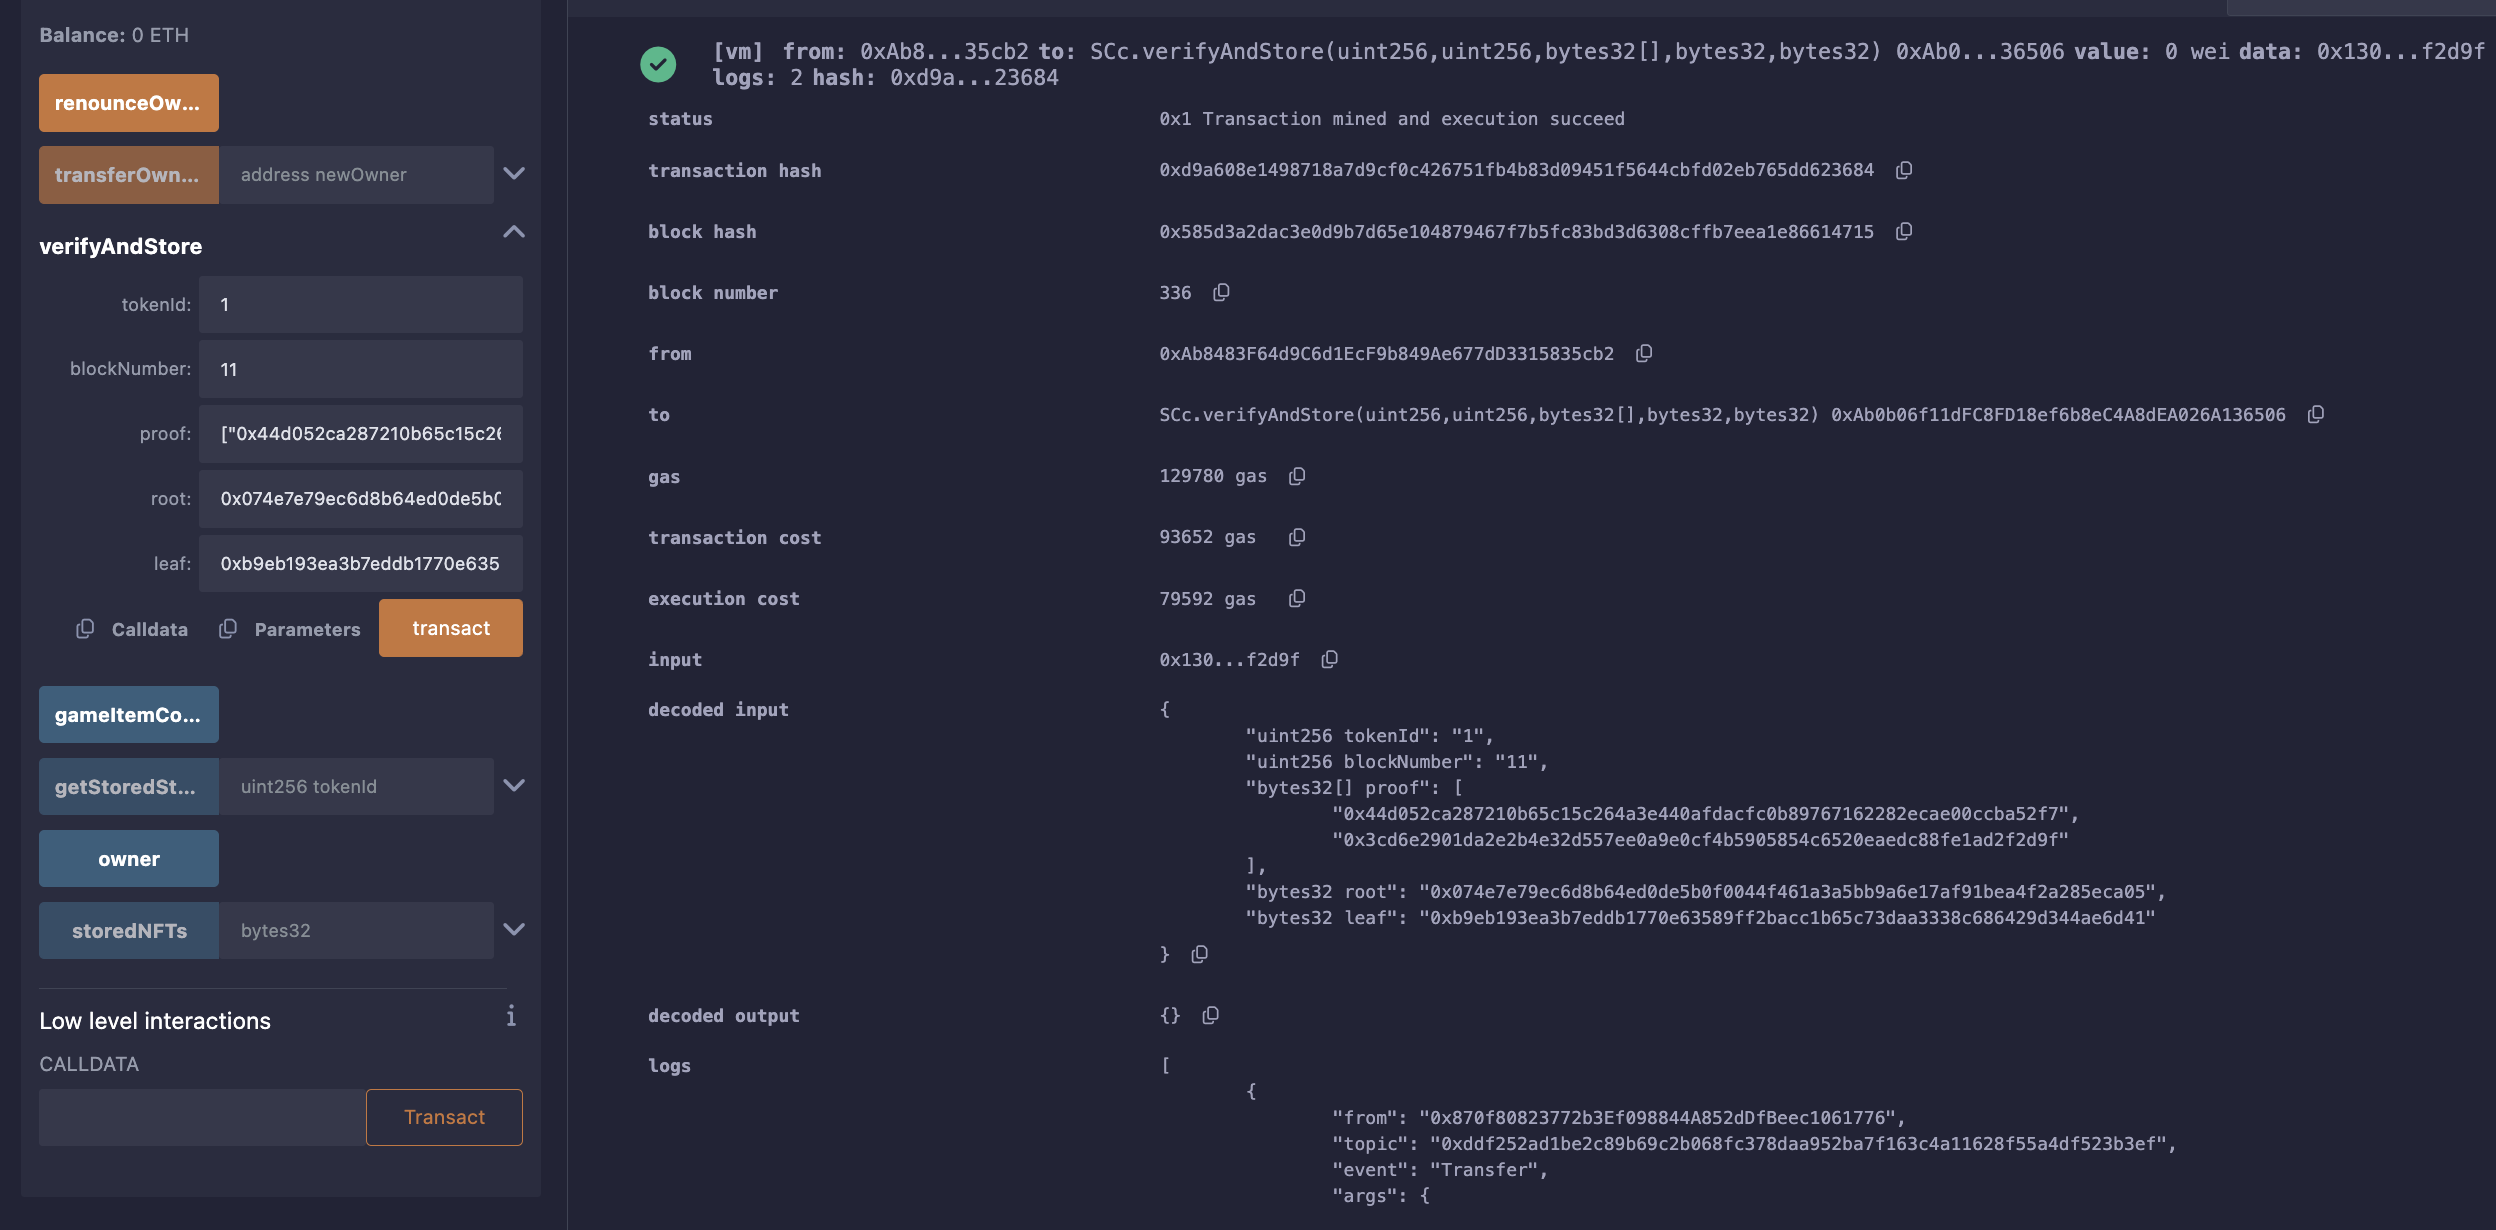 Balance: 0 ETH
renounceOw...
transferOwn... address newOwner
verifyAndStore
tokenId: 1
blockNumber: 11
proof: ["0x44d052ca287210b65c15c26
root: 0x074e7e79ec6d8b64ed0de5b0
leaf: 0xb9eb193ea3b7eddb1770e635
Calldata Parameters transact
gameItemCo...
getStoredSt... uint256 tokenId
owner
storedNFTs bytes32
Low level interactions i
CALLDATA
Transact
[vm] from: 0xAb8...35cb2 to: SCc.verifyAndStore(uint256,uint256,bytes32[],bytes32,bytes32) 0xAb0...36506 value: 0 wei data: 0x130...f2d9f
logs: 2 hash: 0xd9a...23684
status 0x1 Transaction mined and execution succeed
transaction hash 0xd9a608e1498718a7d9cf0c426751fb4b83d09451f5644cbfd02eb765dd623684
block hash 0x585d3a2dac3e0d9b7d65e104879467f7b5fc83bd3d6308cffb7eea1e86614715
block number 336
from 0xAb8483F64d9C6d1EcF9b849Ae677dD3315835cb2
to SCc.verifyAndStore(uint256,uint256,bytes32[],bytes32,bytes32) 0xAb0b06f11dFC8FD18ef6b8eC4A8dEA026A136506
gas 129780 gas
transaction cost 93652 gas
execution cost 79592 gas
input 0x130...f2d9f
decoded input {
"uint256 tokenId": "1",
"uint256 blockNumber": "11",
"bytes32[] proof": [
"0x44d052ca287210b65c15c264a3e440afdacfc0b89767162282ecae00ccba52f7",
"0x3cd6e2901da2e2b4e32d557ee0a9e0cf4b5905854c6520eaedc88fe1ad2f2d9f"
],
"bytes32 root": "0x074e7e79ec6d8b64ed0de5b0f0044f461a3a5bb9a6e17af91bea4f2a285eca05",
"bytes32 leaf": "0xb9eb193ea3b7eddb1770e63589ff2bacc1b65c73daa3338c686429d344ae6d41"
}
decoded output {}
logs [
{
"from": "0x870f80823772b3Ef098844A852dDfBeec1061776",
"topic": "0xddf252ad1be2c89b69c2b068fc378daa952ba7f163c4a11628f55a4df523b3ef",
"event": "Transfer",
"args": {